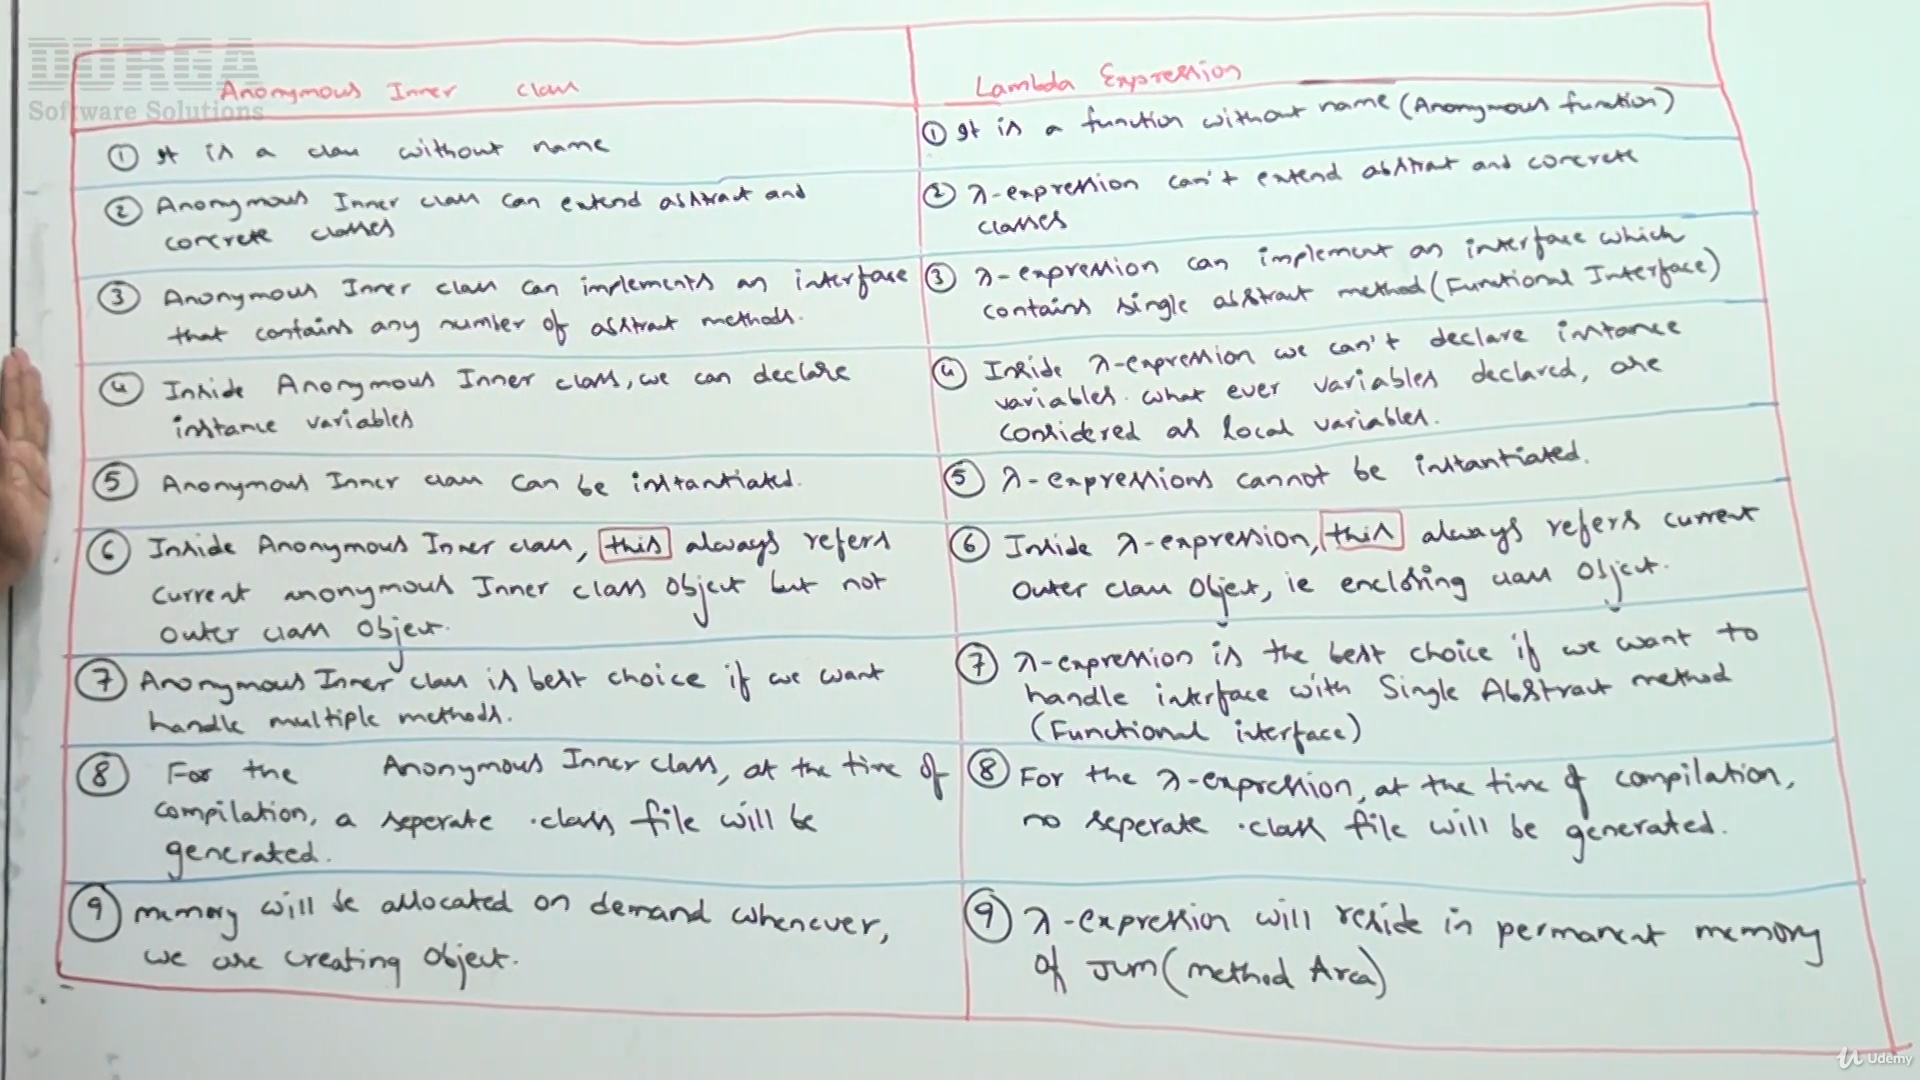 DURGA
Software Solutions
Anonymous Inner class
① It is a class without name
② Anonymous Inner class can extend abstract and
concrete classes
③ Anonymous Inner class can implements an interface
that contains any number of abstract methods.
④ Inside Anonymous Inner class, we can declare
instance variables
⑤ Anonymous Inner class can be instantiated.
⑥ Inside Anonymous Inner class, this always refers
current anonymous Inner class object but not
outer class object.
⑦ Anonymous Inner class is best choice if we want
handle multiple methods.
⑧ For the Anonymous Inner class, at the time of
compilation, a seperate .class file will be
generated.
⑨ memory will be allocated on demand whenever,
we are creating object.
Lambda Expression
① It is a function without name (Anonymous function)
② λ-expression can't extend abstract and concrete
classes
③ λ-expression can implement an interface which
contains single abstract method (Functional Interface)
④ Inside λ-expression we can't declare instance
variables. what ever variables declared, are
considered as local variables.
⑤ λ-expressions cannot be instantiated.
⑥ Inside λ-expression, this always refers current
outer class object, ie enclosing class object.
⑦ λ-expression is the best choice if we want to
handle interface with Single Abstract method
(Functional interface)
⑧ For the λ-expression, at the time of compilation,
no seperate .class file will be generated.
⑨ λ-expression will reside in permanent memory
of JVM (method Area)
Udemy